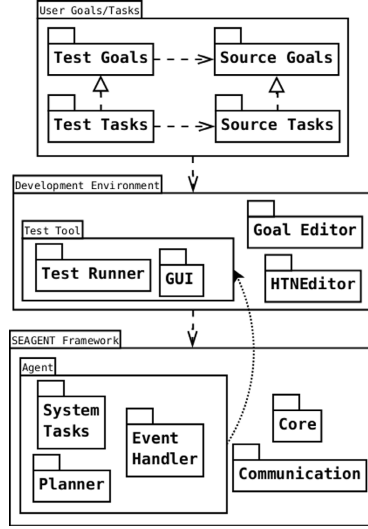 User Goals/Tasks
Test Goals
Source Goals
Test Tasks
Source Tasks
Development Environment
Goal Editor
Test Tool
Test Runner
GUI
HTNEditor
SEAGENT Framework
Agent
System
Tasks
Event
Handler
Core
Planner
Communication